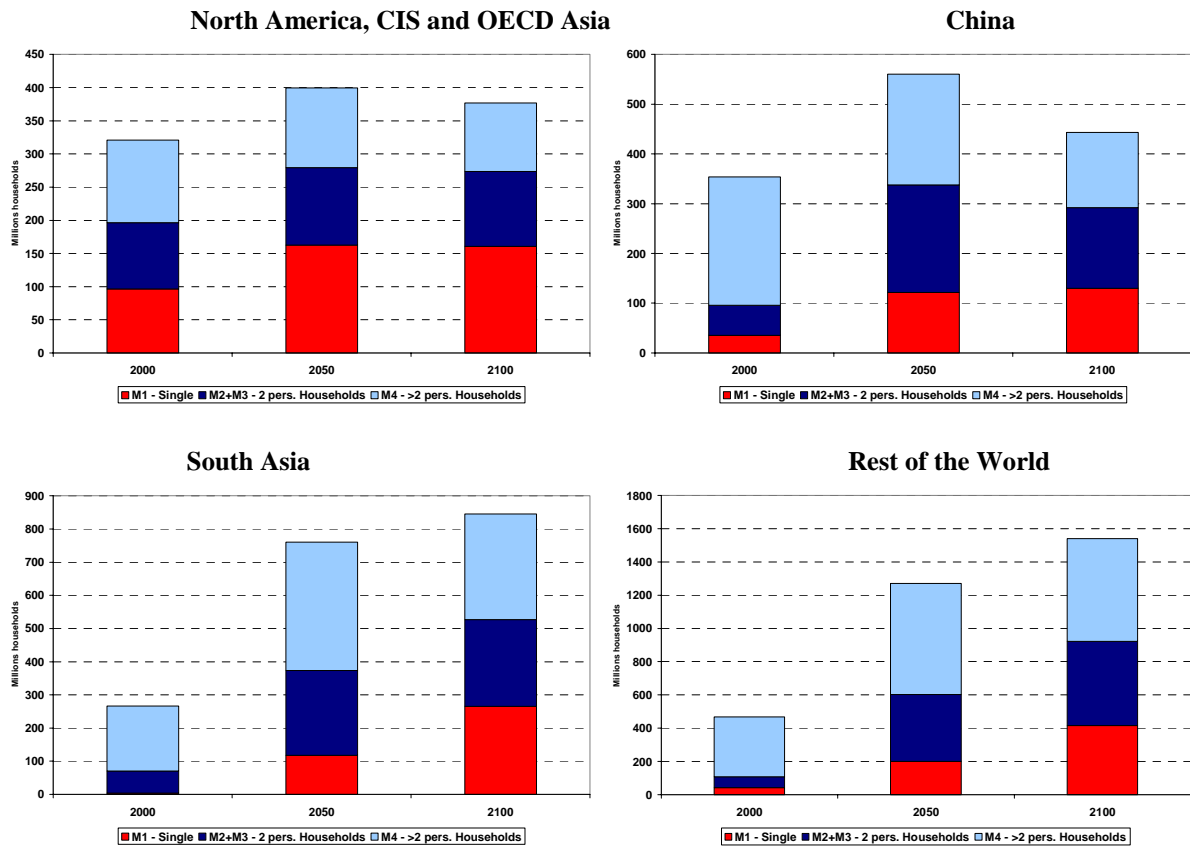 North America, CIS and OECD Asia
450
400
350
300
250
200
150
100
50
0
Millions households
2000 2050 2100
M1 - Single M2+M3 - 2 pers. Households M4 - >2 pers. Households
China
600
500
400
300
200
100
0
Millions households
2000 2050 2100
M1 - Single M2+M3 - 2 pers. Households M4 - >2 pers. Households
South Asia
900
800
700
600
500
400
300
200
100
0
Millions households
2000 2050 2100
M1 - Single M2+M3 - 2 pers. Households M4 - >2 pers. Households
Rest of the World
1800
1600
1400
1200
1000
800
600
400
200
0
Millions households
2000 2050 2100
M1 - Single M2+M3 - 2 pers. Households M4 - >2 pers. Households